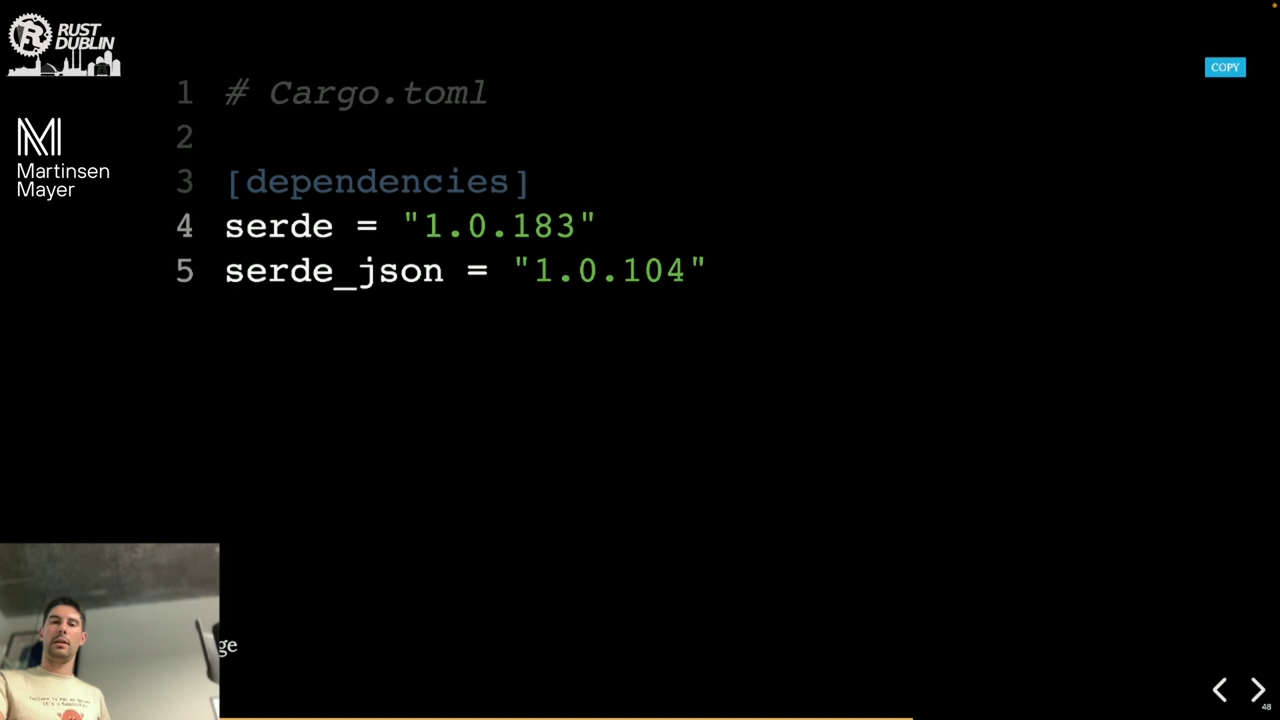 RUST
DUBLIN
COPY
Martinsen
Mayer
1 # Cargo.toml
2
3 [dependencies]
4 serde = "1.0.183"
5 serde_json = "1.0.104"
ge
48